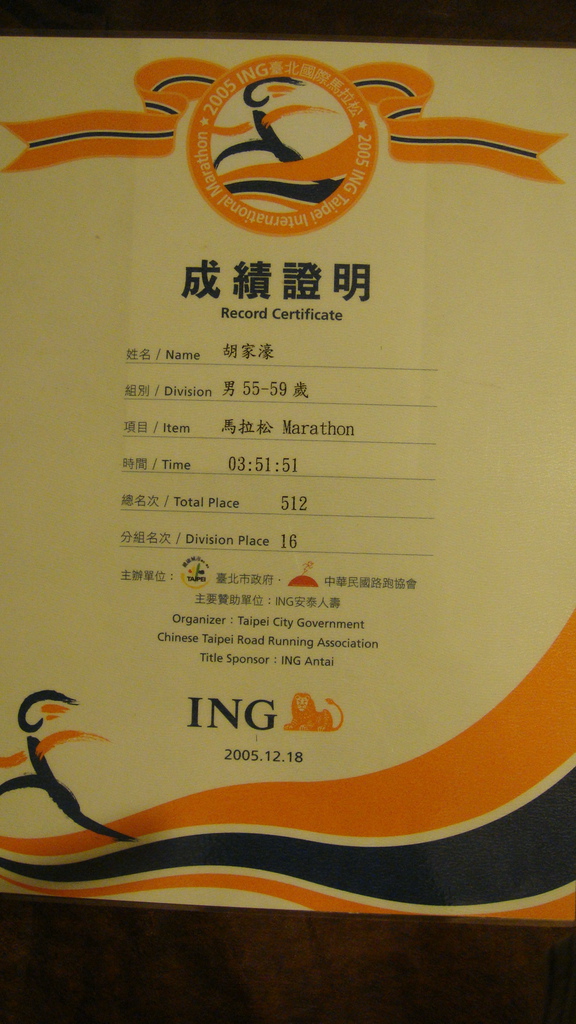 2005 ING臺北國際馬拉松
★ 2005 ING Taipei International Marathon ★
成績證明
Record Certificate
姓名 / Name 胡家濠
組別 / Division 男 55-59 歲
項目 / Item 馬拉松 Marathon
時間 / Time 03:51:51
總名次 / Total Place 512
分組名次 / Division Place 16
主辦單位： TAIPEI 臺北市政府・ 中華民國路跑協會
主要贊助單位：ING安泰人壽
Organizer：Taipei City Government
Chinese Taipei Road Running Association
Title Sponsor：ING Antai
ING
2005.12.18